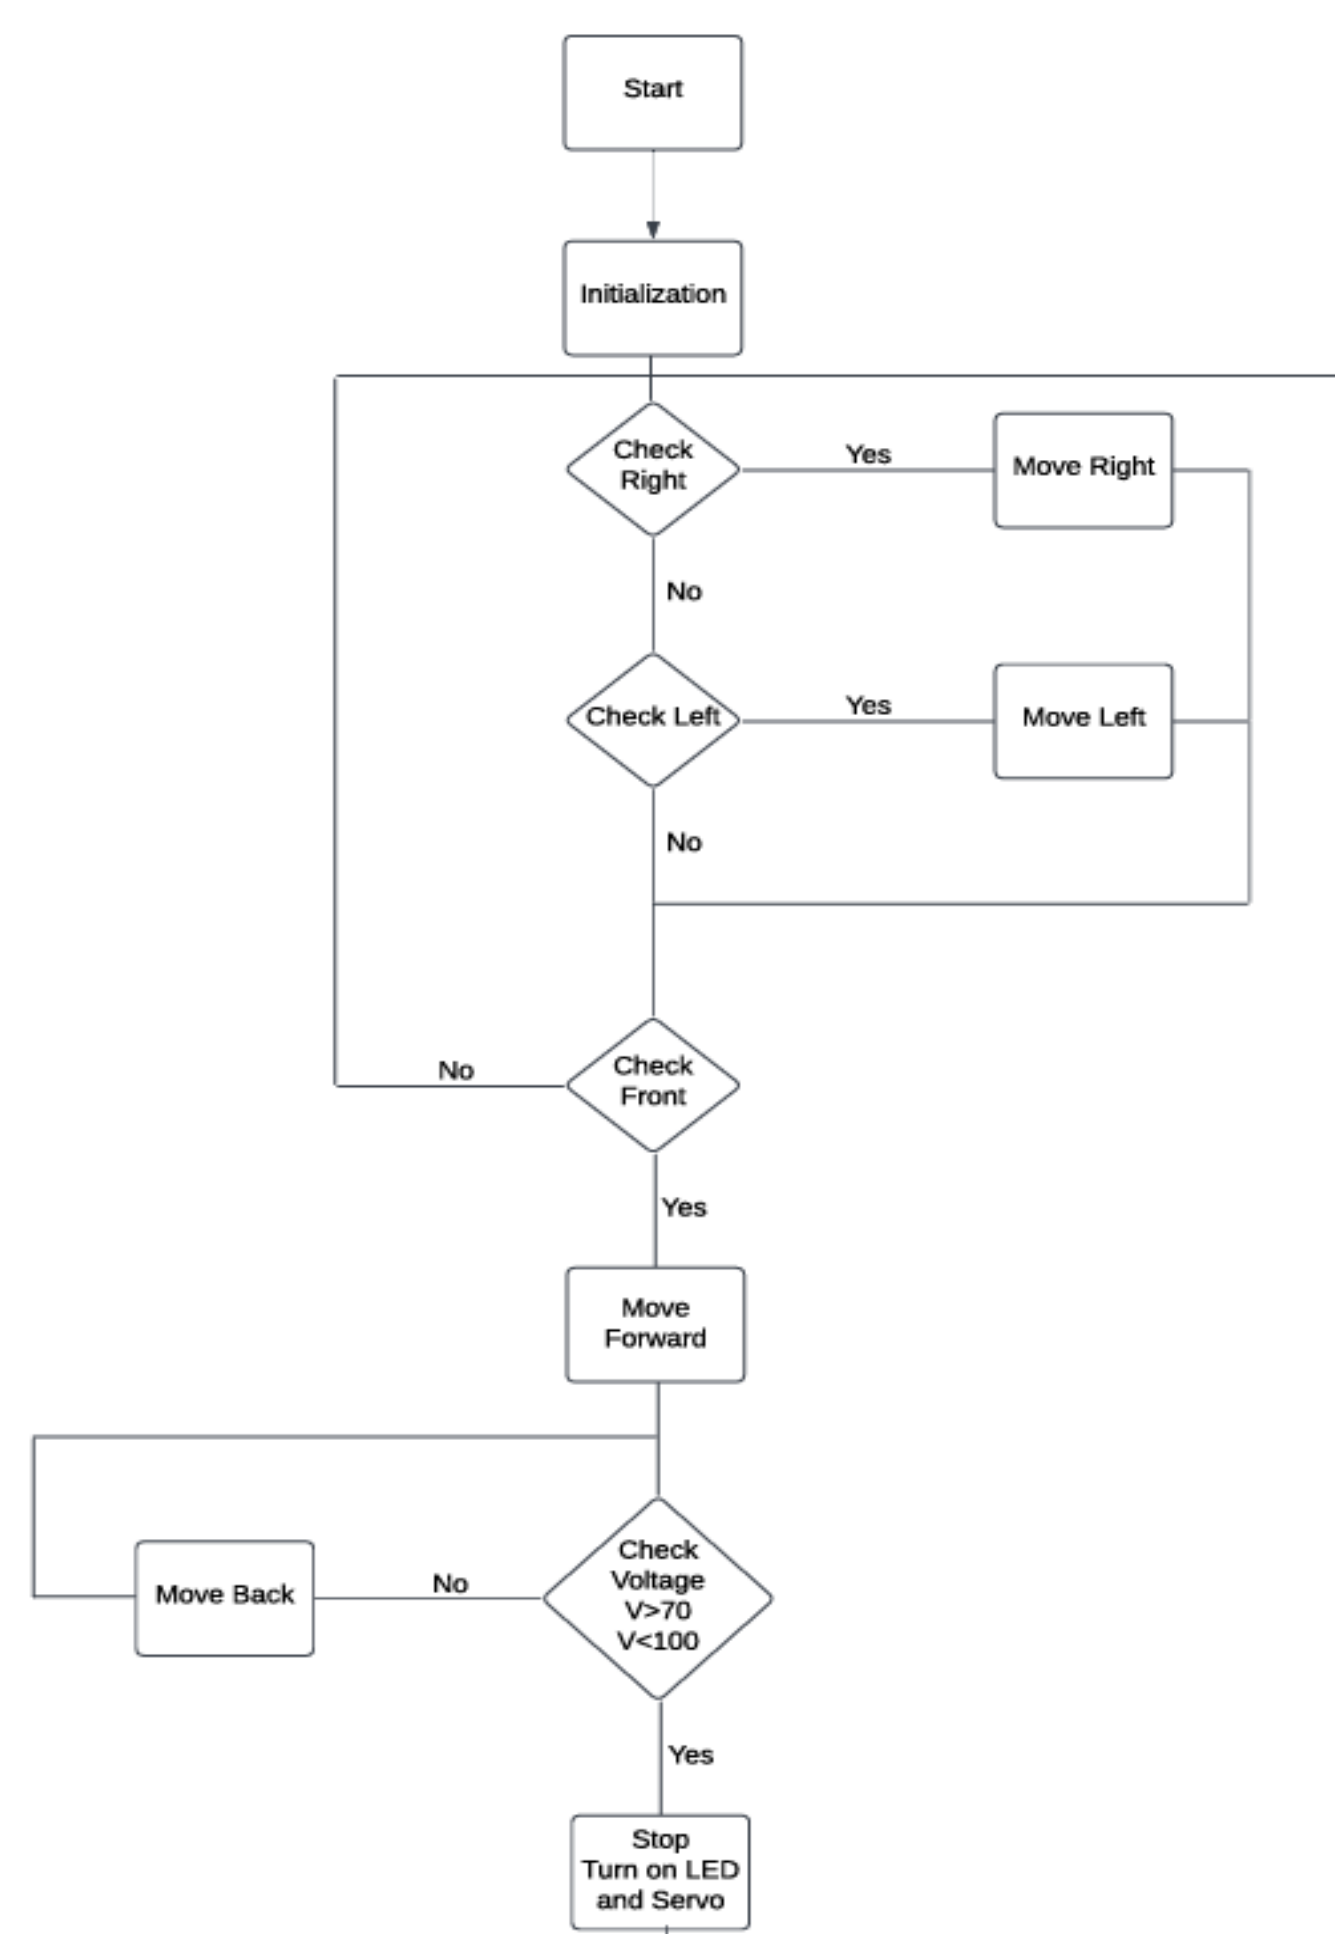 Start
Initialization
Check
Right
Yes
Move Right
No
Check Left
Yes
Move Left
No
Check
Front
No
Yes
Move
Forward
Check
Voltage
V>70
V<100
No
Move Back
Yes
Stop
Turn on LED
and Servo